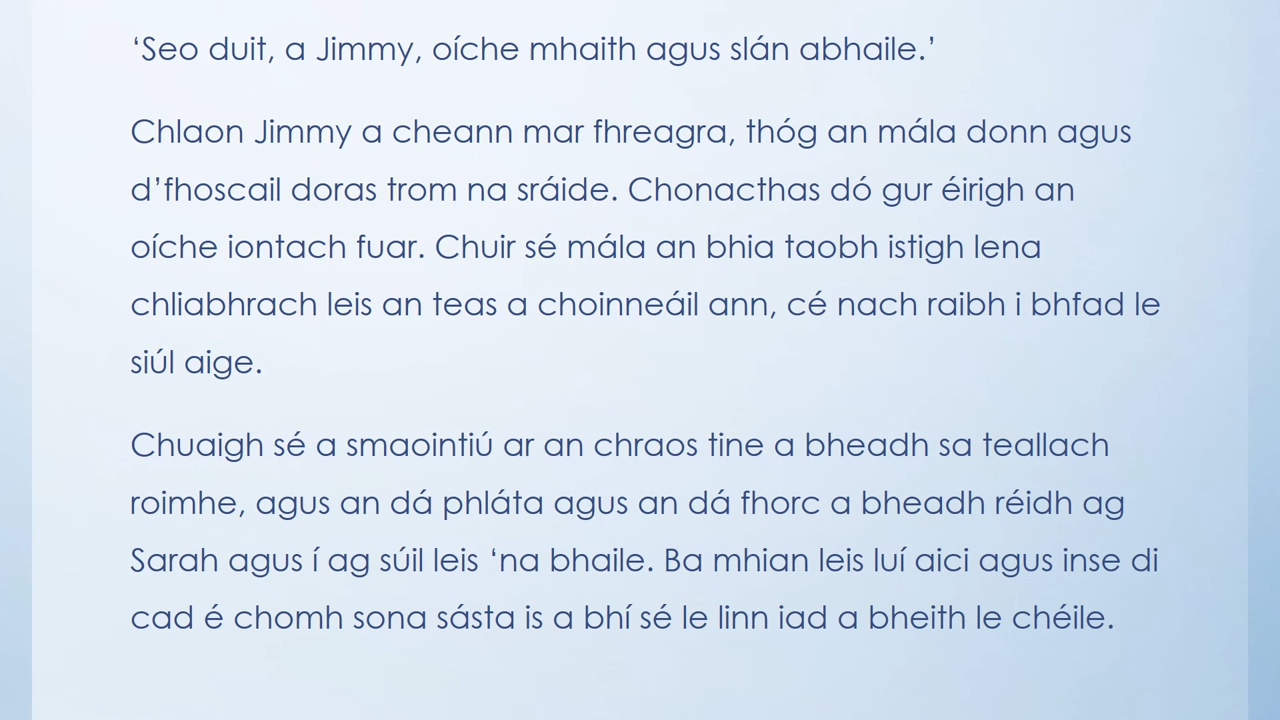 ‘Seo duit, a Jimmy, oíche mhaith agus slán abhaile.’
Chlaon Jimmy a cheann mar fhreagra, thóg an mála donn agus
d’fhoscail doras trom na sráide. Chonacthas dó gur éirigh an
oíche iontach fuar. Chuir sé mála an bhia taobh istigh lena
chliabhrach leis an teas a choinneáil ann, cé nach raibh i bhfad le
siúl aige.
Chuaigh sé a smaointiú ar an chraos tine a bheadh sa teallach
roimhe, agus an dá phláta agus an dá fhorc a bheadh réidh ag
Sarah agus í ag súil leis ‘na bhaile. Ba mhian leis luí aici agus inse di
cad é chomh sona sásta is a bhí sé le linn iad a bheith le chéile.